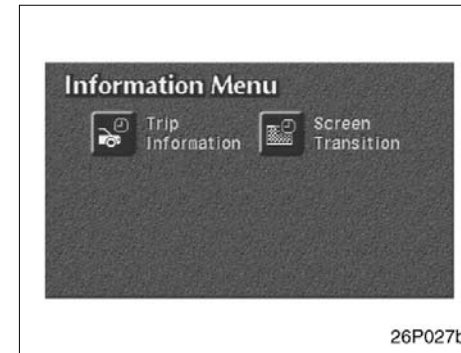 Information Menu
Trip
Information
Screen
Transition
26P027b